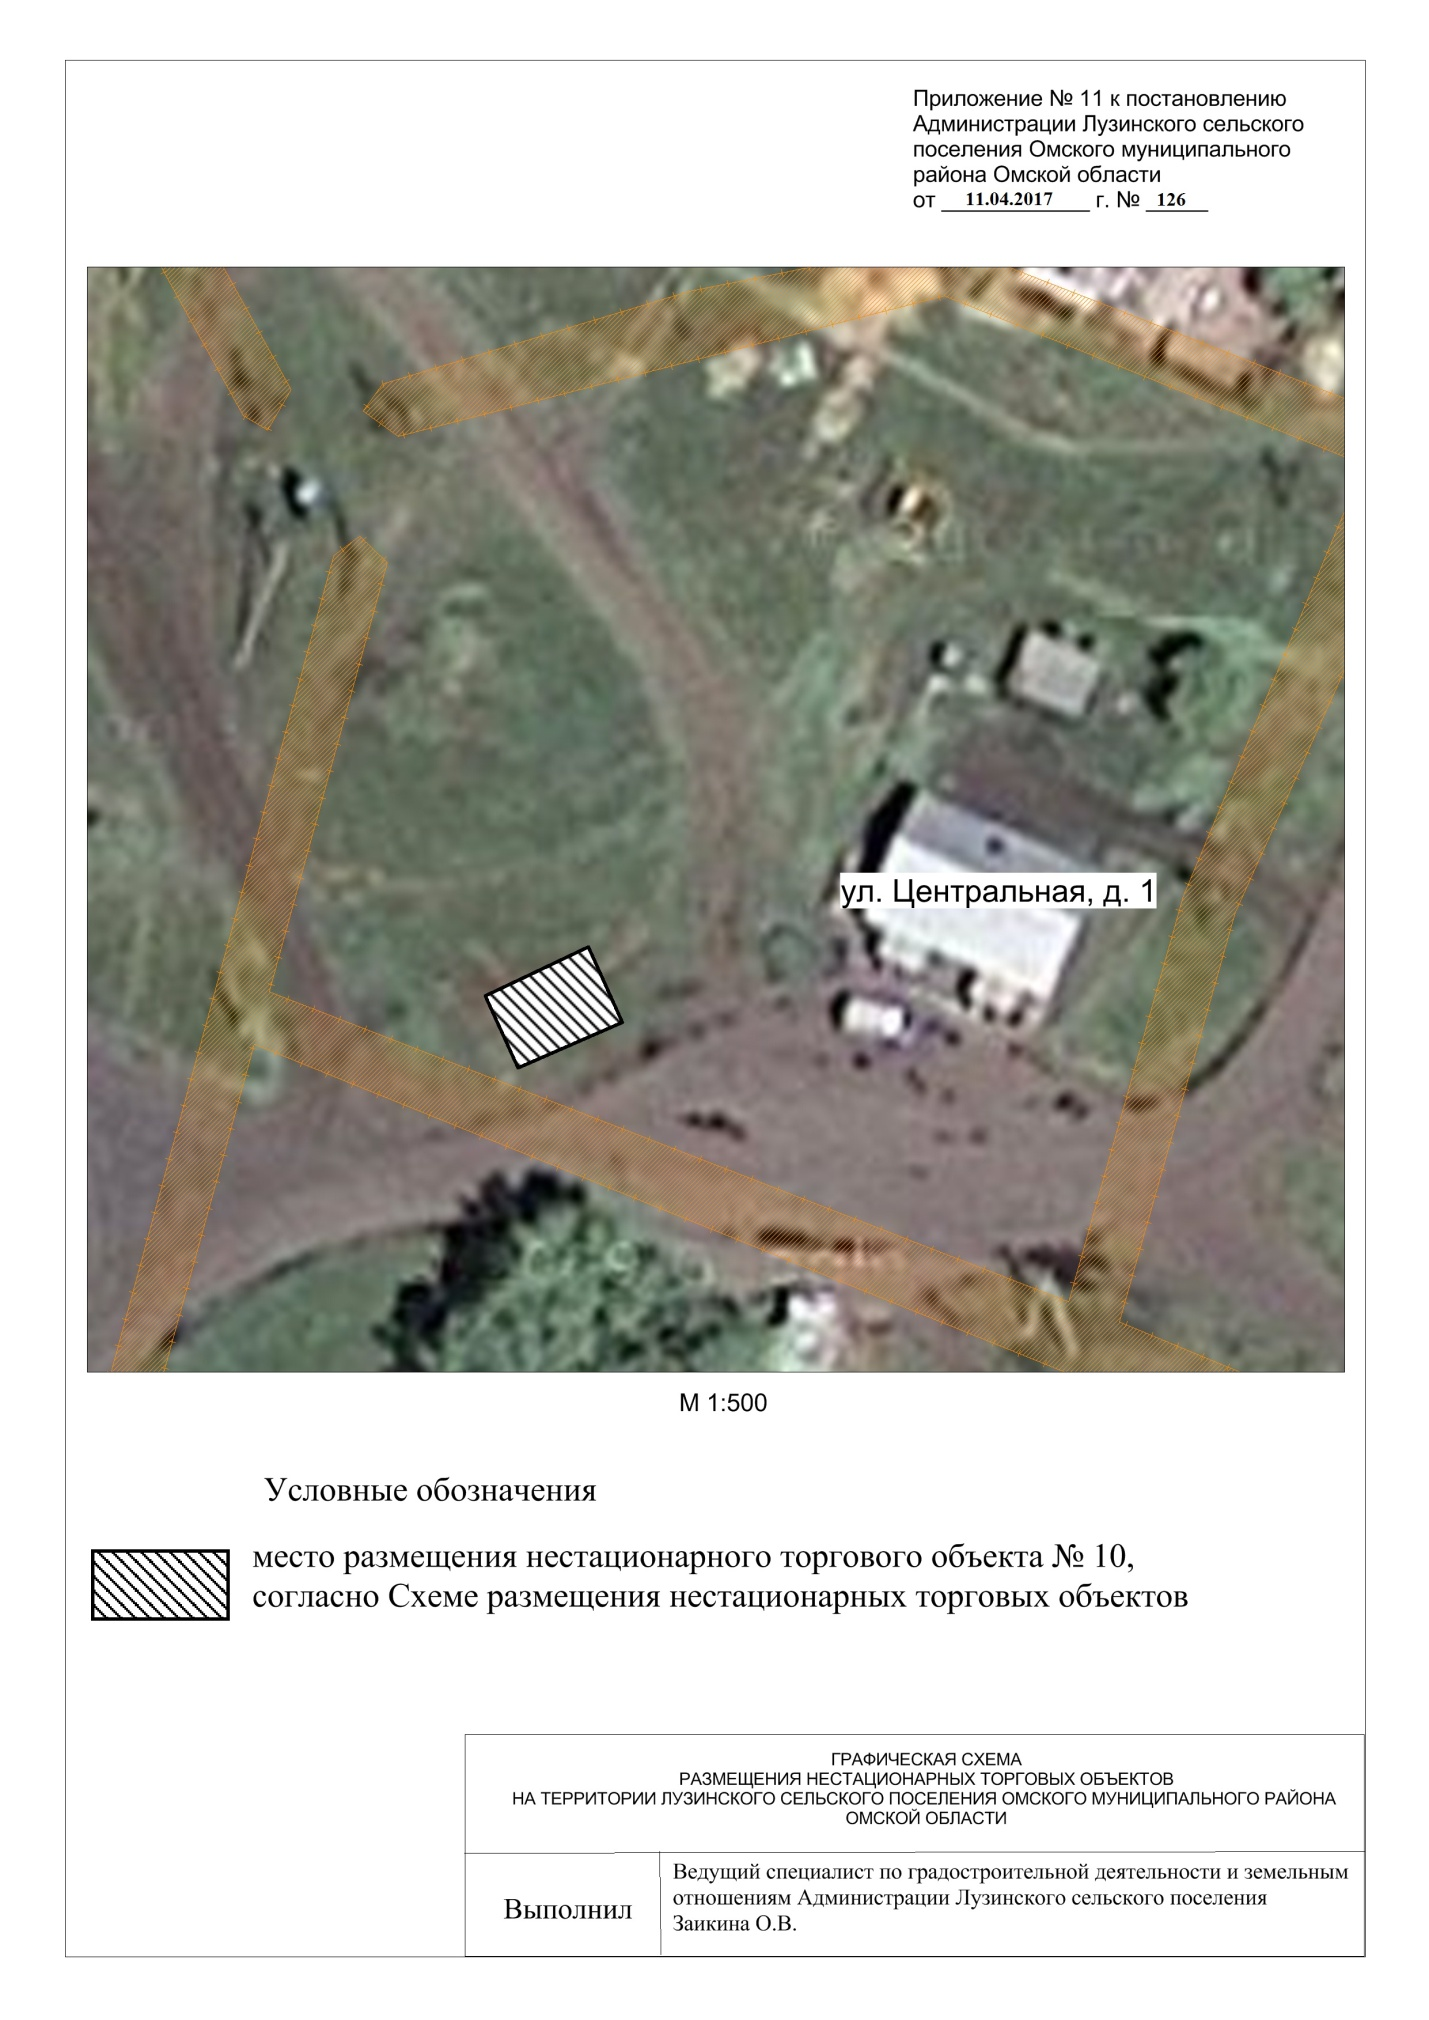 Приложение № 11 к постановлению
Администрации Лузинского сельского
поселения Омского муниципального
района Омской области
от 11.04.2017 г. № 126
ул. Центральная, д. 1
М 1:500
Условные обозначения
место размещения нестационарного торгового объекта № 10,
согласно Схеме размещения нестационарных торговых объектов
ГРАФИЧЕСКАЯ СХЕМА
РАЗМЕЩЕНИЯ НЕСТАЦИОНАРНЫХ ТОРГОВЫХ ОБЪЕКТОВ
НА ТЕРРИТОРИИ ЛУЗИНСКОГО СЕЛЬСКОГО ПОСЕЛЕНИЯ ОМСКОГО МУНИЦИПАЛЬНОГО РАЙОНА
ОМСКОЙ ОБЛАСТИ
Выполнил
Ведущий специалист по градостроительной деятельности и земельным
отношениям Администрации Лузинского сельского поселения
Заикина О.В.